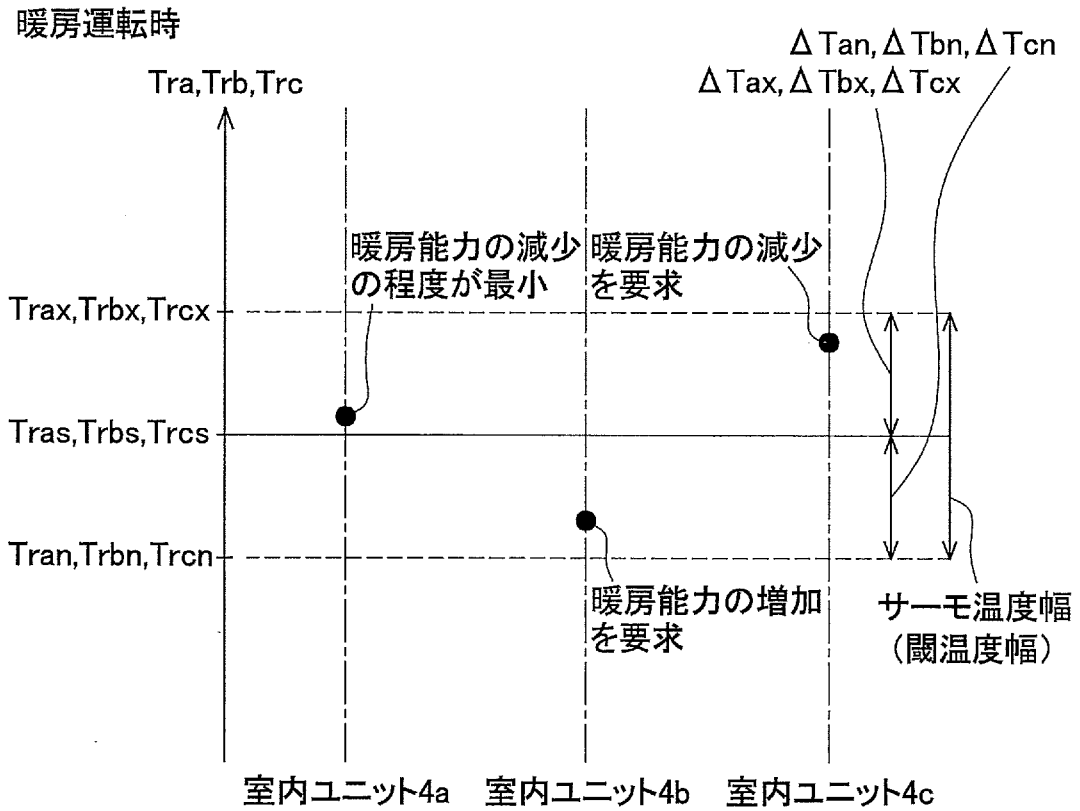 暖房運転時
ΔTan,ΔTbn,ΔTcn
ΔTax,ΔTbx,ΔTcx
Tra,Trb,Trc
暖房能力の減少
の程度が最小
暖房能力の減少
を要求
Trax,Trbx,Trcx
Tras,Trbs,Trcs
Tran,Trbn,Trcn
暖房能力の増加
を要求
サーモ温度幅
（閾温度幅）
室内ユニット4a
室内ユニット4b
室内ユニット4c